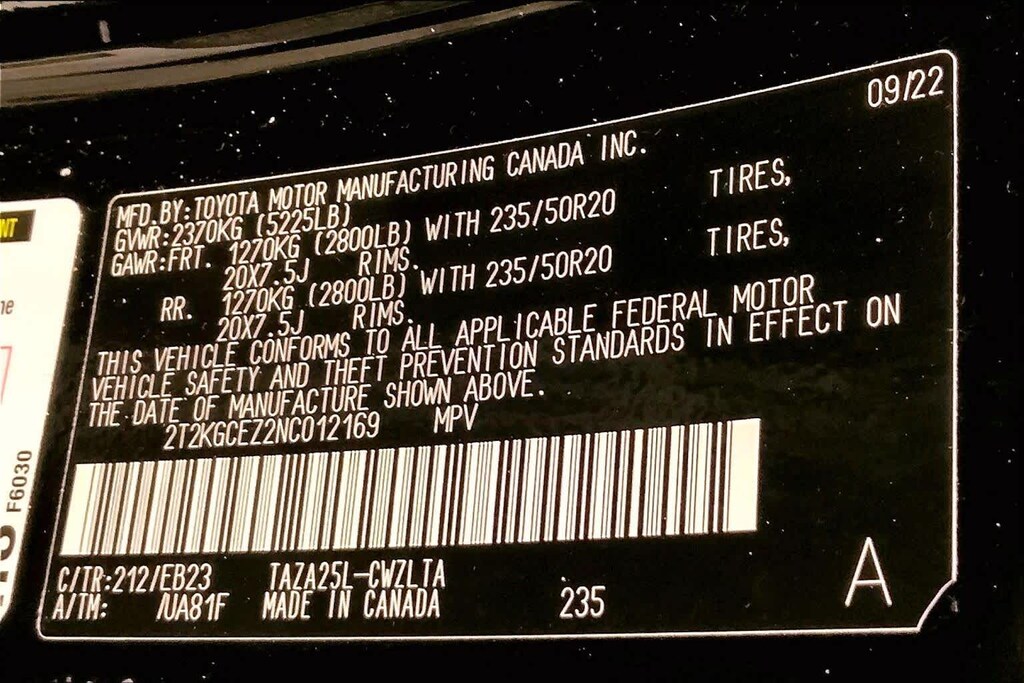 09/22
MFD.BY:TOYOTA MOTOR MANUFACTURING CANADA INC.
GVWR:2370KG (5225LB)
GAWR:FRT. 1270KG (2800LB) WITH 235/50R20 TIRES,
20X7.5J RIMS.
RR. 1270KG (2800LB) WITH 235/50R20 TIRES,
20X7.5J RIMS.
THIS VEHICLE CONFORMS TO ALL APPLICABLE FEDERAL MOTOR
VEHICLE SAFETY AND THEFT PREVENTION STANDARDS IN EFFECT ON
THE DATE OF MANUFACTURE SHOWN ABOVE.
2T2KGCEZ2NC012169 MPV
C/TR:212/EB23 TAZA25L-CWZLTA
A/TM: /UA81F MADE IN CANADA 235
A
F6030